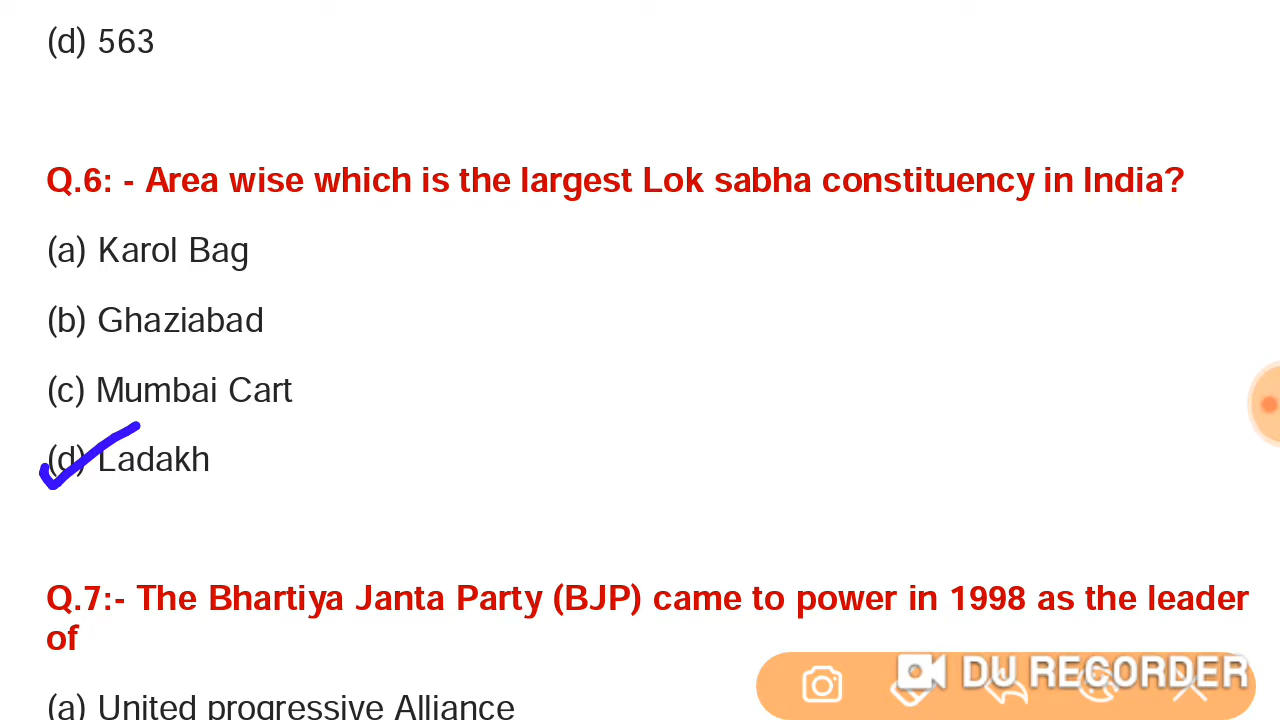 (d) 563
Q.6: - Area wise which is the largest Lok sabha constituency in India?
(a) Karol Bag
(b) Ghaziabad
(c) Mumbai Cart
(d) Ladakh
Q.7:- The Bhartiya Janta Party (BJP) came to power in 1998 as the leader
of
(a) United progressive Alliance
DU RECORDER